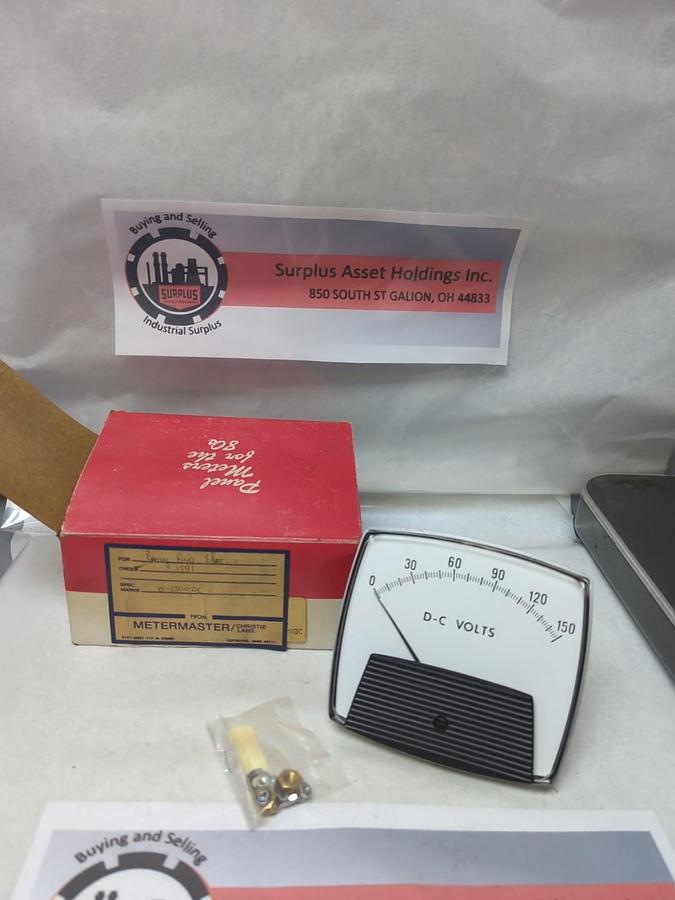 Buying and Selling
SURPLUS
Industrial Surplus
Surplus Asset Holdings Inc.
850 SOUTH ST GALION, OH 44833
Panel
Meters
for the
80s
FOR
ORDER
1597
SPEC.
MARKS
FROM
METERMASTER/CHRISTIE LABS
0
30
60
90
120
150
D-C VOLTS
Buying and Selling